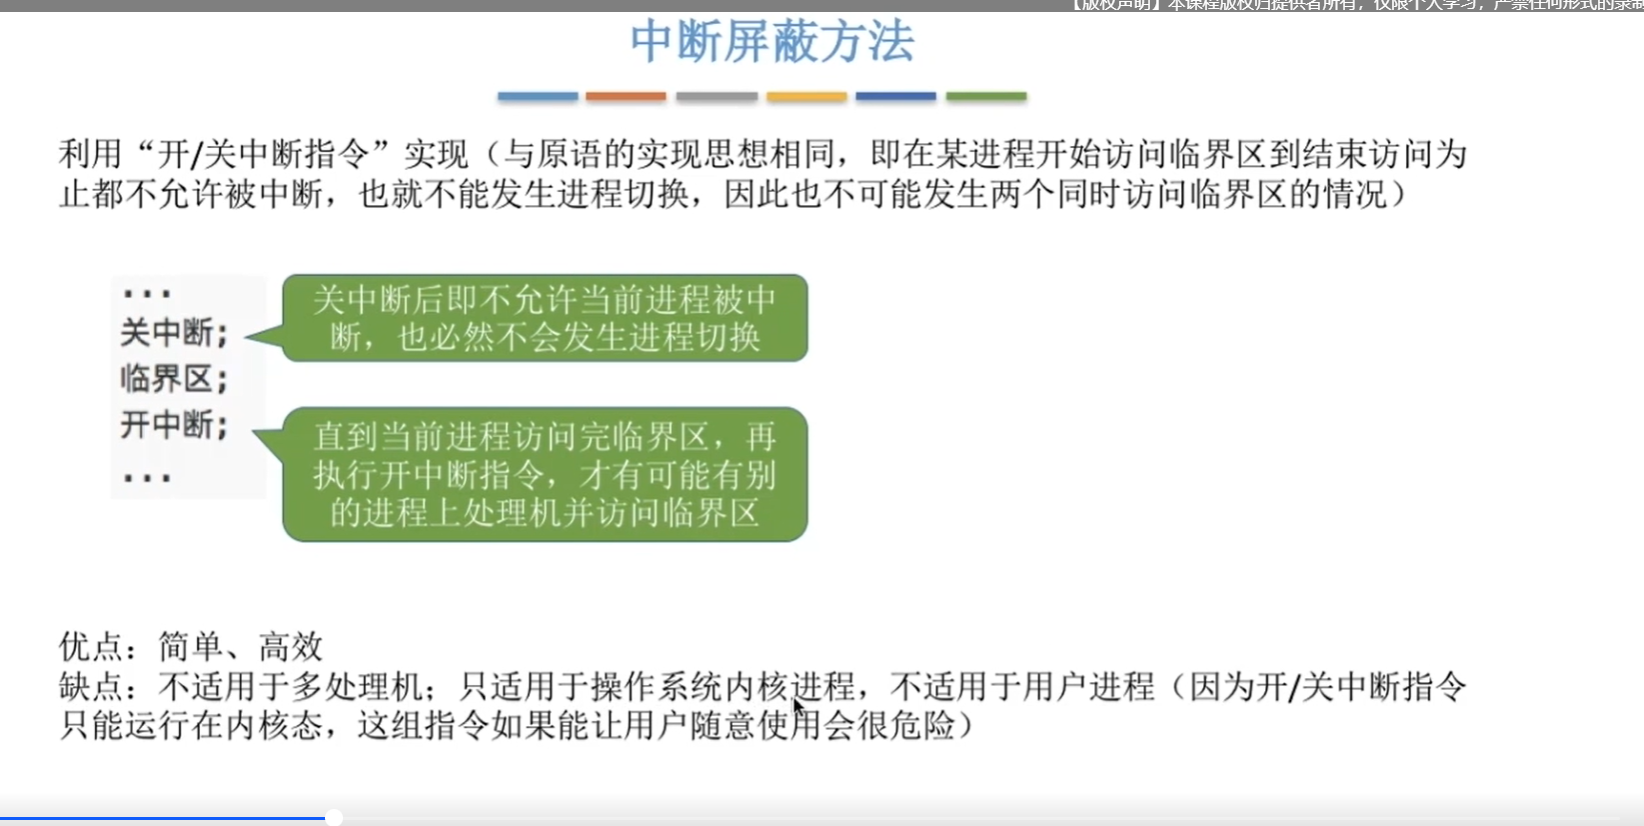 【版权声明】本课程版权归提供者所有，仅限个人学习，严禁任何形式的录制
中断屏蔽方法
利用“开/关中断指令”实现（与原语的实现思想相同，即在某进程开始访问临界区到结束访问为
止都不允许被中断，也就不能发生进程切换，因此也不可能发生两个同时访问临界区的情况）
...
关中断；
临界区；
开中断；
...
关中断后即不允许当前进程被中
断，也必然不会发生进程切换
直到当前进程访问完临界区，再
执行开中断指令，才有可能有别
的进程上处理机并访问临界区
优点：简单、高效
缺点：不适用于多处理机；只适用于操作系统内核进程，不适用于用户进程（因为开/关中断指令
只能运行在内核态，这组指令如果能让用户随意使用会很危险）